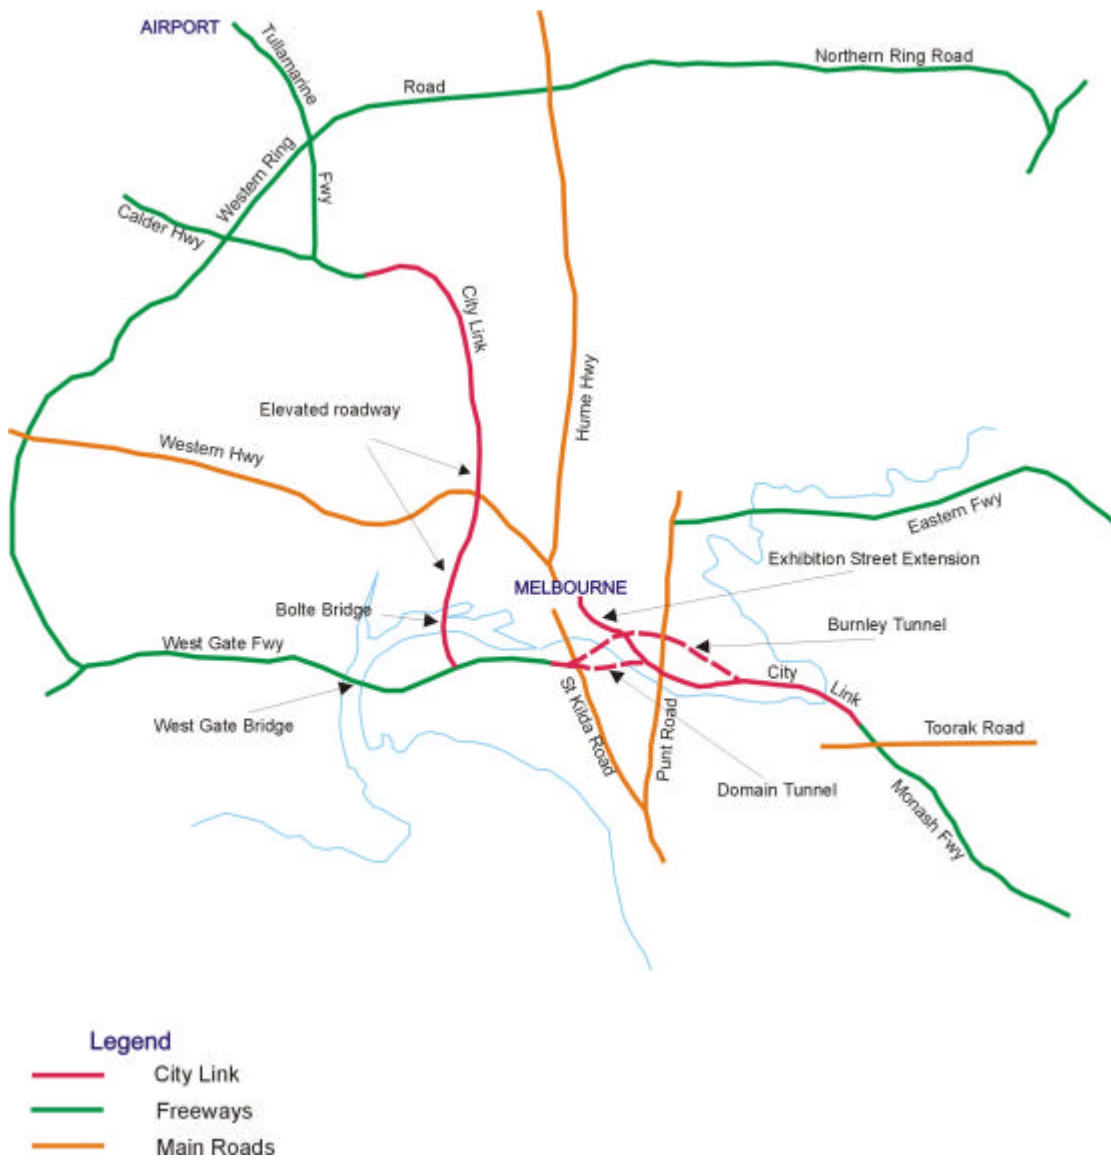 AIRPORT
Tullamarine
Fwy
Northern Ring Road
Road
Western Ring
Calder Hwy
City Link
Elevated roadway
Hume Hwy
Western Hwy
Eastern Fwy
Exhibition Street Extension
MELBOURNE
Bolte Bridge
Burnley Tunnel
West Gate Fwy
City
Link
West Gate Bridge
St Kilda Road
Punt Road
Toorak Road
Domain Tunnel
Monash Fwy
Legend
City Link
Freeways
Main Roads